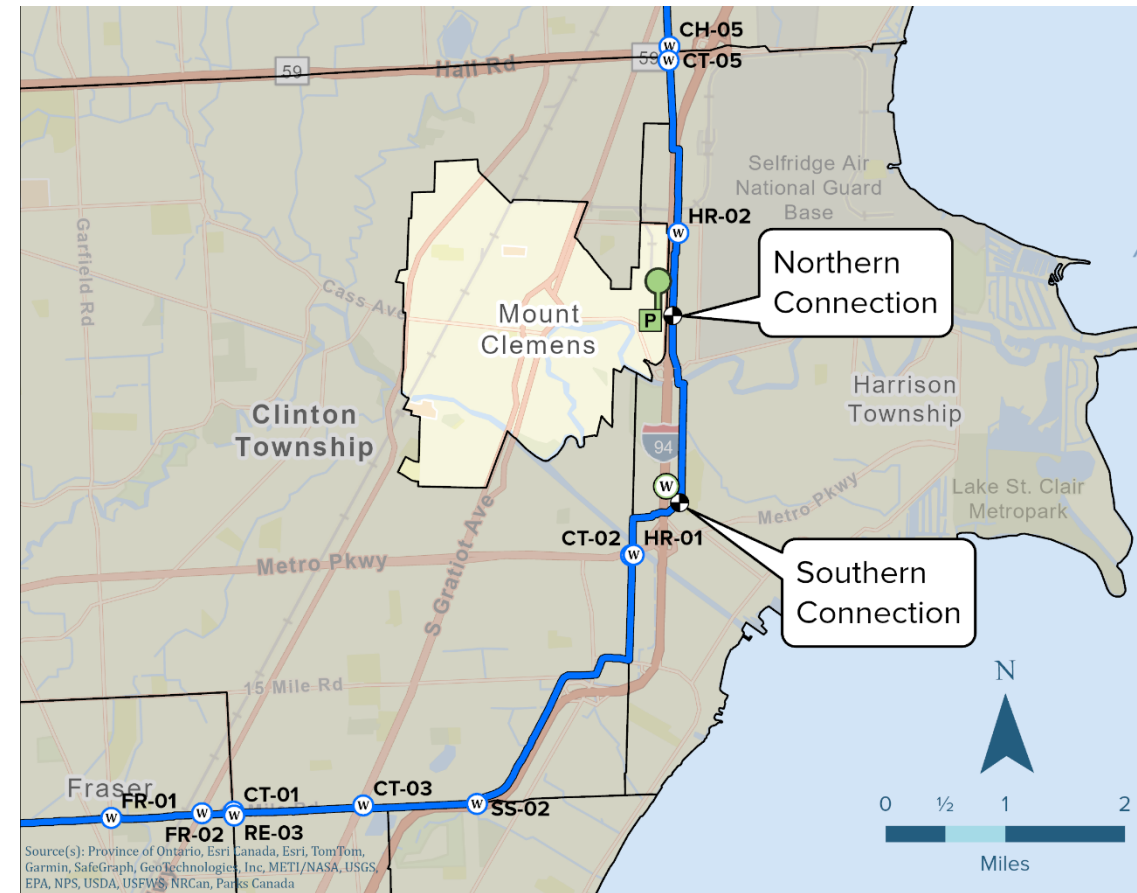 CH-05
59
Hall Rd
59
CT-05
Selfridge Air
National Guard
Base
HR-02
Garfield Rd
Cass Ave
Northern
Connection
Mount
Clemens
P
Harrison
Township
Clinton
Township
94
W
Metro Pkwy
Lake St. Clair
Metropark
S Gratiot Ave
CT-02
HR-01
Metro Pkwy
Southern
Connection
15 Mile Rd
N
Fraser
FR-01
CT-01
CT-03
SS-02
FR-02
RE-03
0 ½ 1 2
Miles
Source(s): Province of Ontario, Esri Canada, Esri, TomTom,
Garmin, SafeGraph, GeoTechnologies, Inc, METI/NASA, USGS,
EPA, NPS, USDA, USFWS, NRCan, Parks Canada